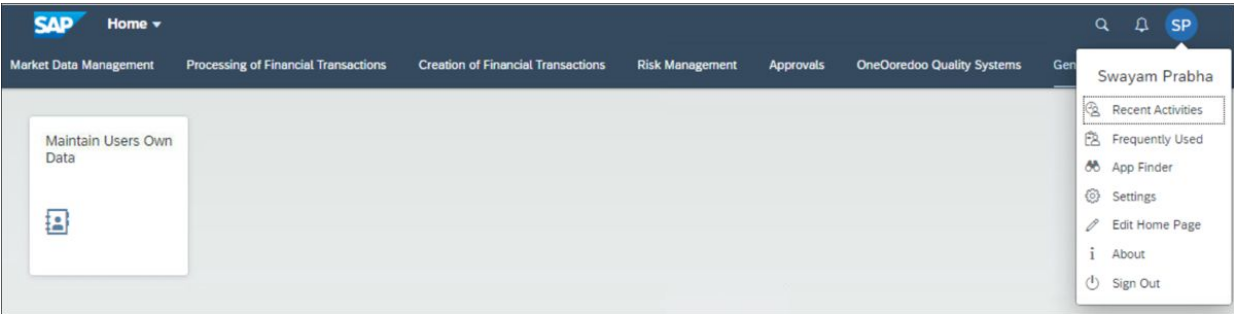 SAP Home
SP
Market Data Management Processing of Financial Transactions Creation of Financial Transactions Risk Management Approvals OneOoredoo Quality Systems Gen
Maintain Users Own
Data
Swayam Prabha
Recent Activities
Frequently Used
App Finder
Settings
Edit Home Page
About
Sign Out